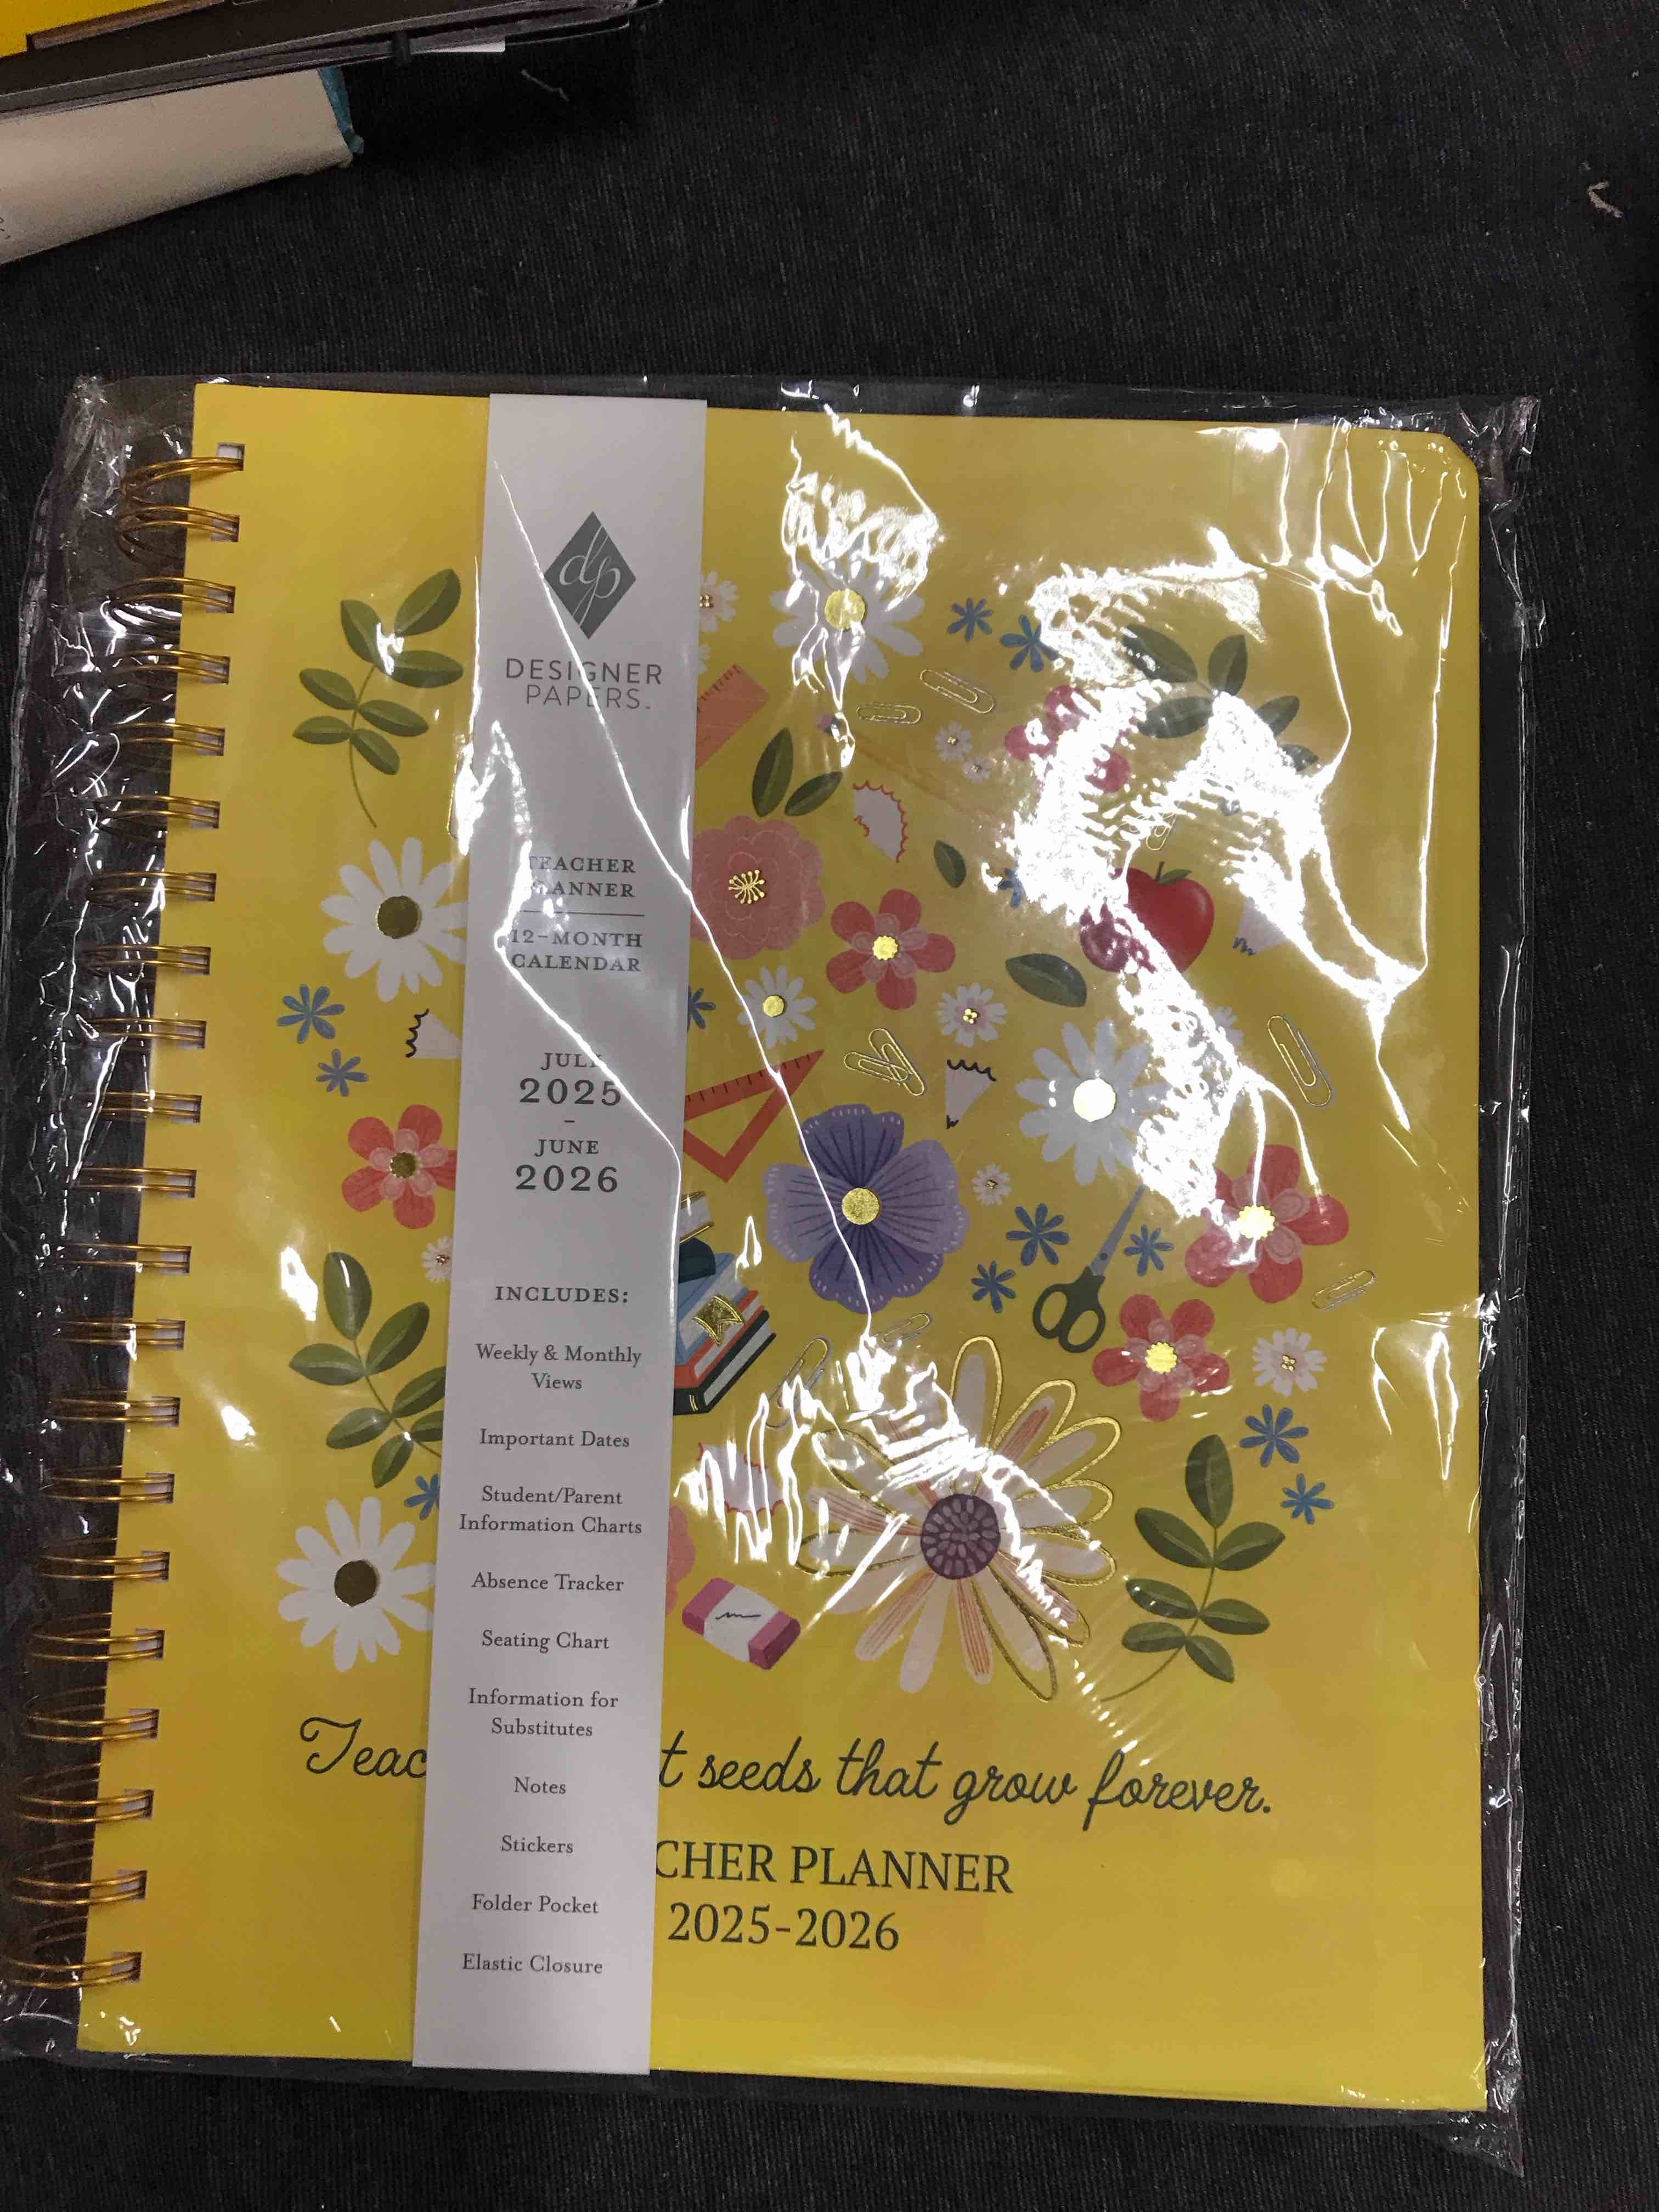 dp
DESIGNER
PAPERS.
TEACHER
PLANNER
12-MONTH
CALENDAR
JULY
2025
-
JUNE
2026
INCLUDES:
Weekly & Monthly
Views
Important Dates
Student/Parent
Information Charts
Absence Tracker
Seating Chart
Information for
Substitutes
Notes
Stickers
Folder Pocket
Elastic Closure
Teac t seeds that grow forever.
CHER PLANNER
2025-2026